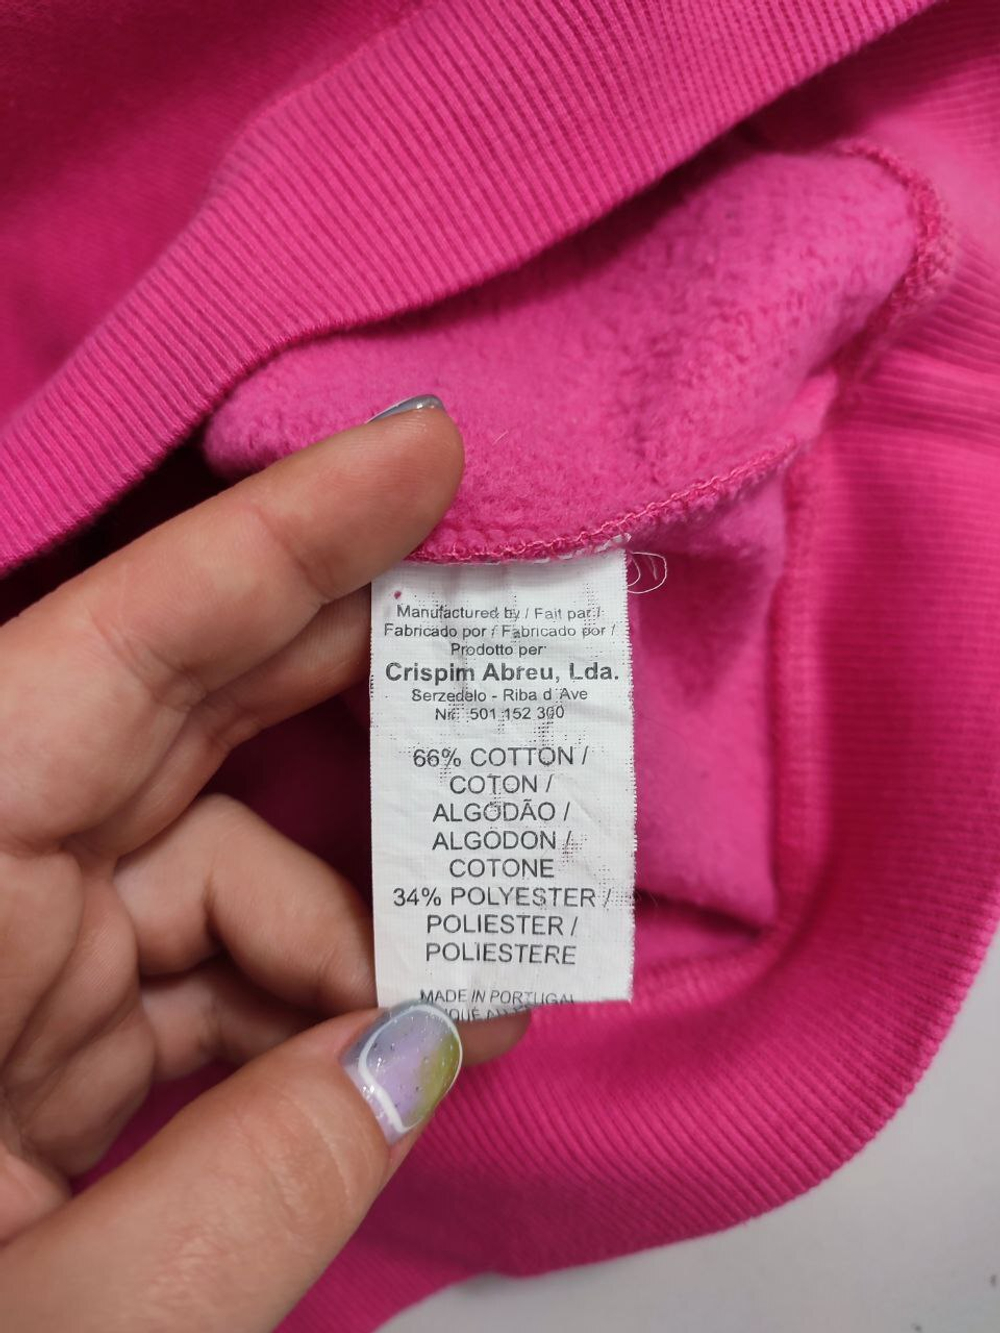 Manufactured by / Fait par /
Fabricado por / Fabricado por /
Prodotto per:
Crispim Abreu, Lda.
Serzedelo - Riba d'Ave
Nr: 501 152 300
66% COTTON /
COTON /
ALGODÃO /
ALGODON /
COTONE
34% POLYESTER /
POLIESTER /
POLIESTERE
MADE IN PORTUGAL